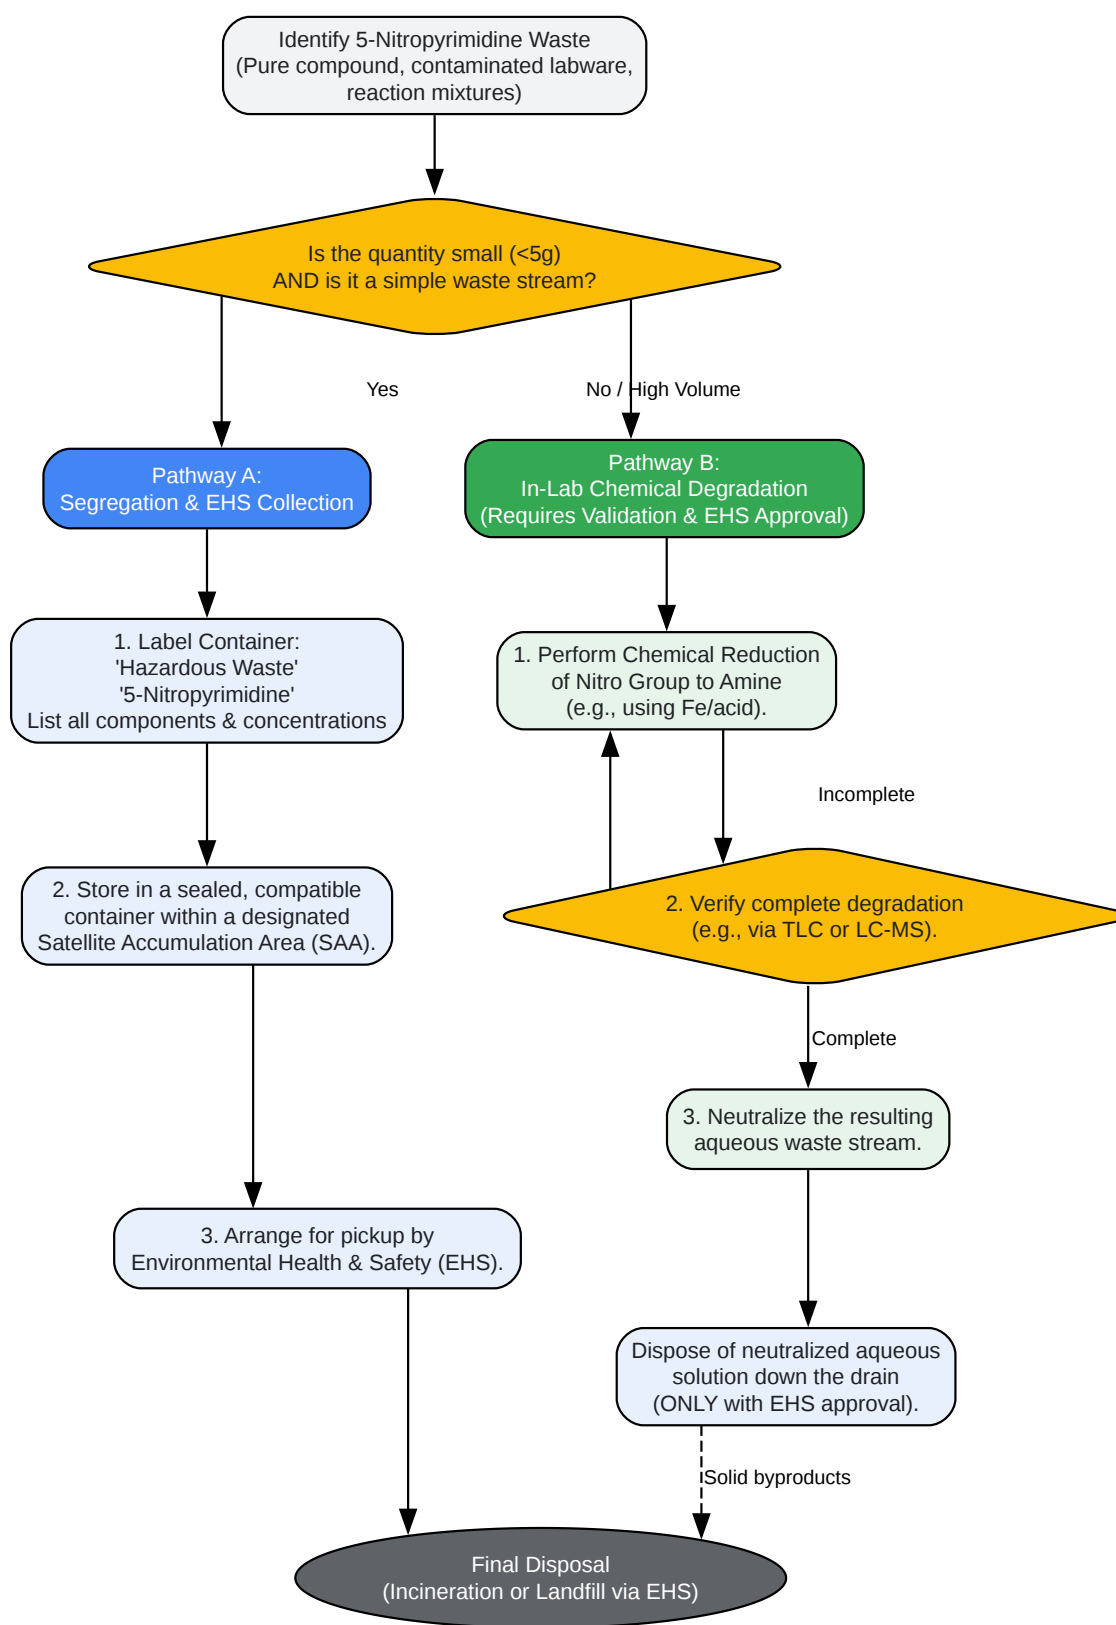 Identify 5-Nitropyrimidine Waste
(Pure compound, contaminated labware,
reaction mixtures)
Is the quantity small (<5g)
AND is it a simple waste stream?
Yes
No / High Volume
Pathway A:
Segregation & EHS Collection
Pathway B:
In-Lab Chemical Degradation
(Requires Validation & EHS Approval)
1. Label Container:
'Hazardous Waste'
'5-Nitropyrimidine'
List all components & concentrations
1. Perform Chemical Reduction
of Nitro Group to Amine
(e.g., using Fe/acid).
Incomplete
2. Store in a sealed, compatible
container within a designated
Satellite Accumulation Area (SAA).
2. Verify complete degradation
(e.g., via TLC or LC-MS).
Complete
3. Neutralize the resulting
aqueous waste stream.
3. Arrange for pickup by
Environmental Health & Safety (EHS).
Dispose of neutralized aqueous
solution down the drain
(ONLY with EHS approval).
Solid byproducts
Final Disposal
(Incineration or Landfill via EHS)